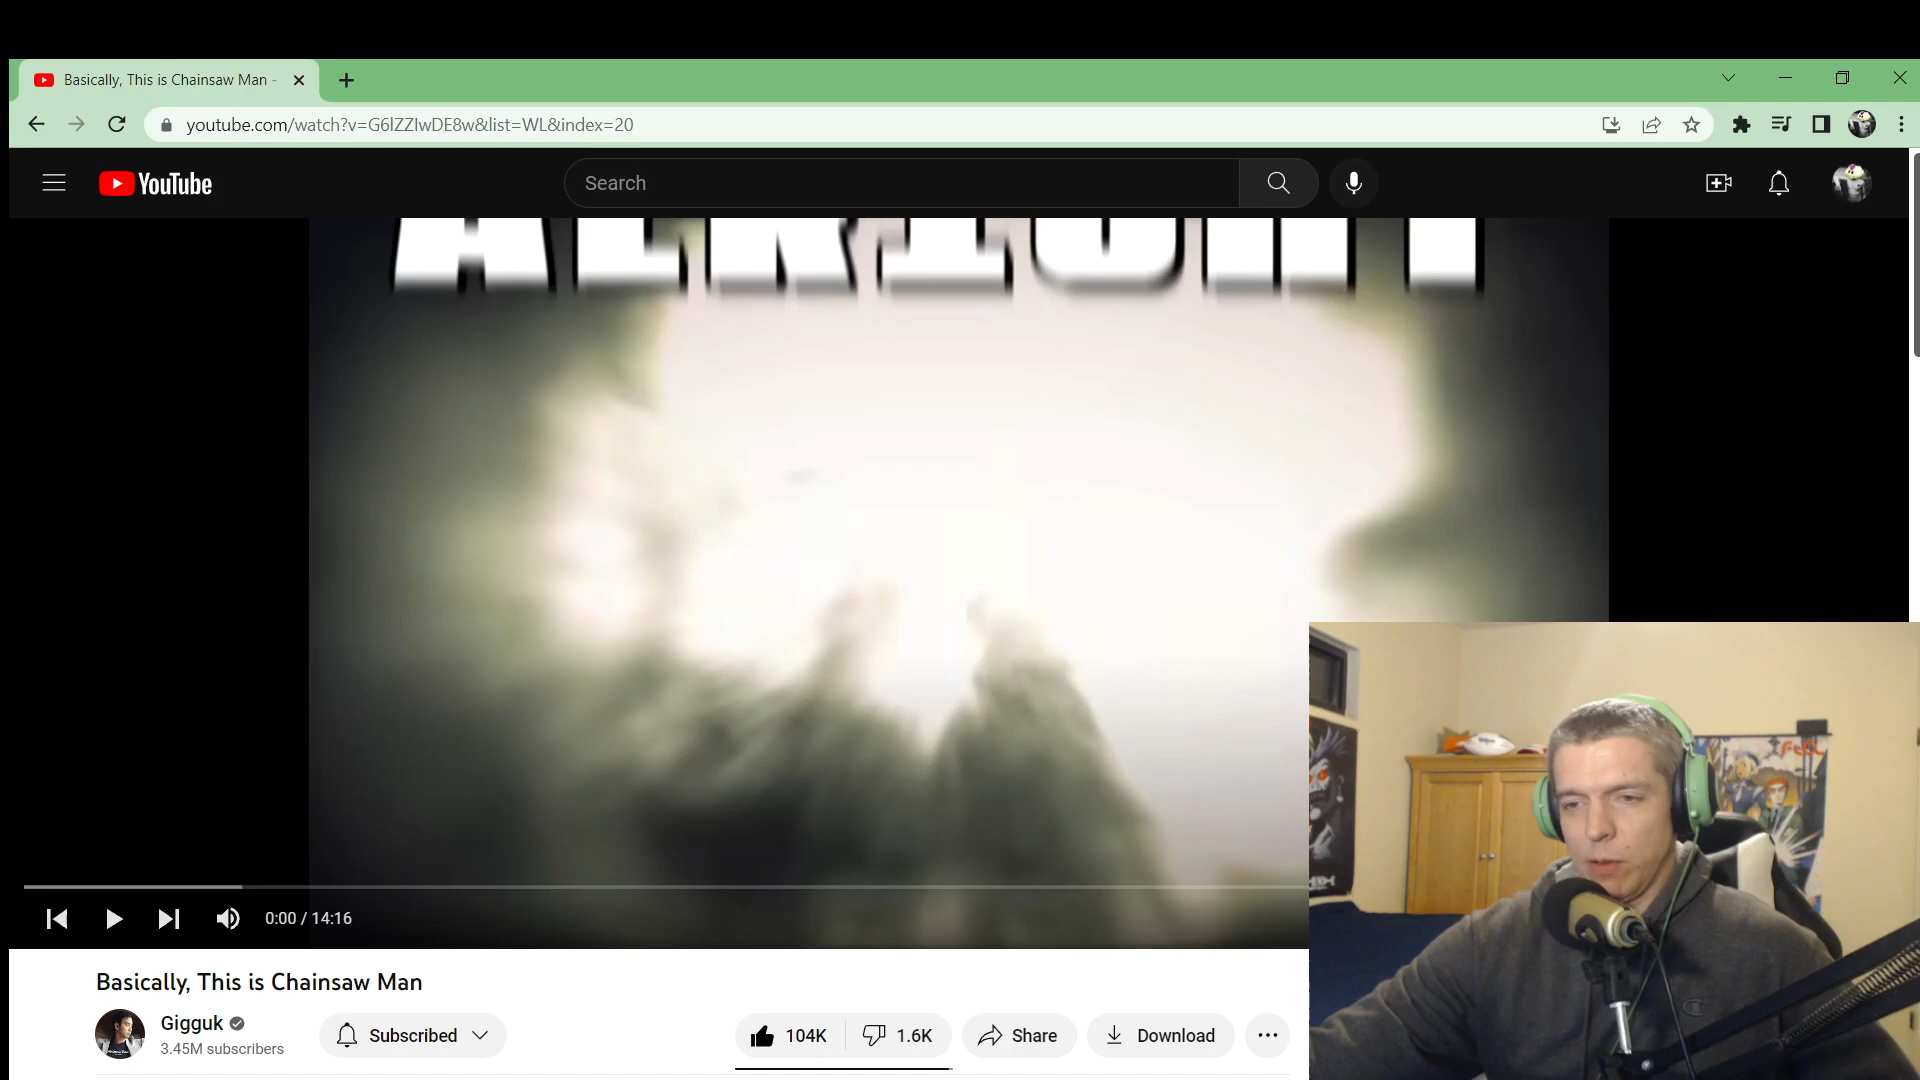 Basically, This is Chainsaw Man -
youtube.com/watch?v=G6lZZIwDE8w&list=WL&index=20
YouTube
Search
ALRIGHT
0:00 / 14:16
Basically, This is Chainsaw Man
Gigguk
3.45M subscribers
Subscribed
104K
1.6K
Share
Download